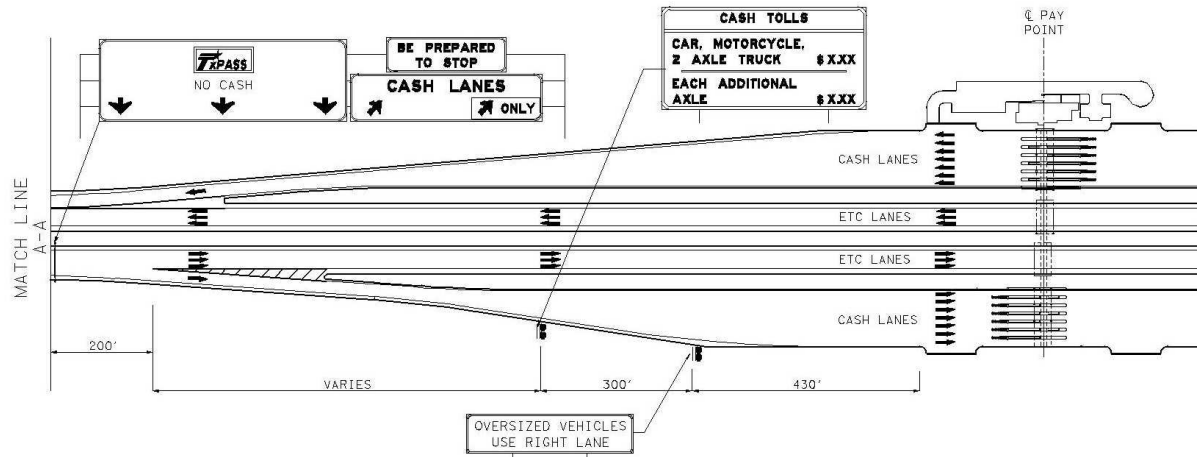 TxPASS
NO CASH
BE PREPARED
TO STOP
CASH LANES
ONLY
CASH TOLLS
CAR, MOTORCYCLE,
2 AXLE TRUCK $ X.XX
EACH ADDITIONAL
AXLE $ X.XX
℄ PAY
POINT
MATCH LINE
A-A
CASH LANES
ETC LANES
ETC LANES
CASH LANES
200'
VARIES
300'
430'
OVERSIZED VEHICLES
USE RIGHT LANE